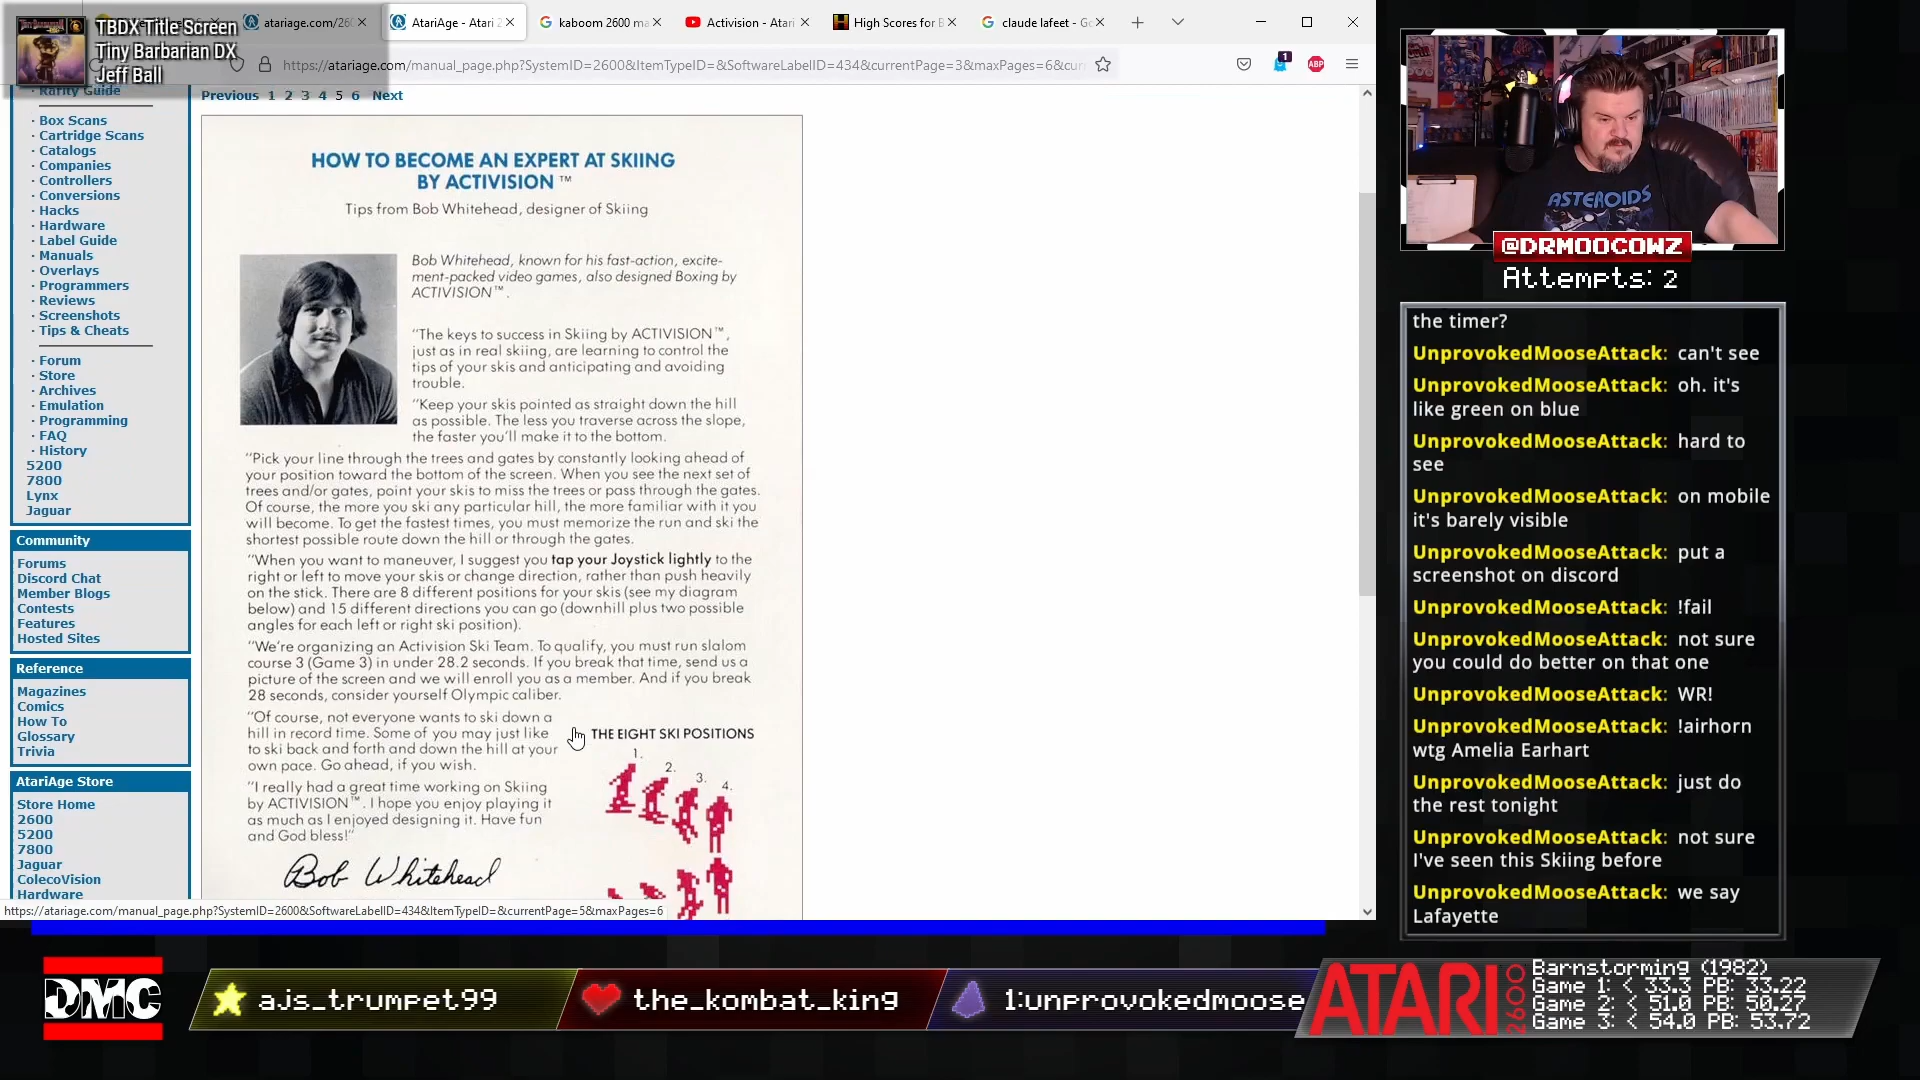 TBDX Title Screen
Tiny Barbarian DX
Jeff Ball
atariage.com/260
AtariAge - Atari 2
kaboom 2600 ma
Activision - Atari
High Scores for B
claude lafeet - Go
https://atariage.com/manual_page.php?SystemID=2600&ItemTypeID=&SoftwareLabelID=434&currentPage=3&maxPages=6&cur
1
ABP
Rarity Guide
· Box Scans
· Cartridge Scans
· Catalogs
· Companies
· Controllers
· Conversions
· Hacks
· Hardware
· Label Guide
· Manuals
· Overlays
· Programmers
· Reviews
· Screenshots
· Tips & Cheats
· Forum
· Store
· Archives
· Emulation
· Programming
· FAQ
· History
5200
7800
Lynx
Jaguar
Community
Forums
Discord Chat
Member Blogs
Contests
Features
Hosted Sites
Reference
Magazines
Comics
How To
Glossary
Trivia
AtariAge Store
Store Home
2600
5200
7800
Jaguar
ColecoVision
Hardware
Previous 1 2 3 4 5 6 Next
HOW TO BECOME AN EXPERT AT SKIING
BY ACTIVISION ™
Tips from Bob Whitehead, designer of Skiing
Bob Whitehead, known for his fast-action, excite-
ment-packed video games, also designed Boxing by
ACTIVISION™.
"The keys to success in Skiing by ACTIVISION™,
just as in real skiing, are learning to control the
tips of your skis and anticipating and avoiding
trouble.
"Keep your skis pointed as straight down the hill
as possible. The less you traverse across the slope,
the faster you'll make it to the bottom.
"Pick your line through the trees and gates by constantly looking ahead of
your position toward the bottom of the screen. When you see the next set of
trees and/or gates, point your skis to miss the trees or pass through the gates.
Of course, the more you ski any particular hill, the more familiar with it you
will become. To get the fastest times, you must memorize the run and ski the
shortest possible route down the hill or through the gates.
"When you want to maneuver, I suggest you tap your Joystick lightly to the
right or left to move your skis or change direction, rather than push heavily
on the stick. There are 8 different positions for your skis (see my diagram
below) and 15 different directions you can go (downhill plus two possible
angles for each left or right ski position).
"We're organizing an Activision Ski Team. To qualify, you must run slalom
course 3 (Game 3) in under 28.2 seconds. If you break that time, send us a
picture of the screen and we will enroll you as a member. And if you break
28 seconds, consider yourself Olympic caliber.
"Of course, not everyone wants to ski down a
hill in record time. Some of you may just like
to ski back and forth and down the hill at your
own pace. Go ahead, if you wish.
"I really had a great time working on Skiing
by ACTIVISION™. I hope you enjoy playing it
as much as I enjoyed designing it. Have fun
and God bless!"
Bob Whitehead
THE EIGHT SKI POSITIONS
1.
2.
3.
4.
https://atariage.com/manual_page.php?SystemID=2600&SoftwareLabelID=434&ItemTypeID=&currentPage=5&maxPages=6
ASTEROIDS
@DRMOOCOWZ
Attempts: 2
the timer?
UnprovokedMooseAttack: can't see
UnprovokedMooseAttack: oh. it's
like green on blue
UnprovokedMooseAttack: hard to
see
UnprovokedMooseAttack: on mobile
it's barely visible
UnprovokedMooseAttack: put a
screenshot on discord
UnprovokedMooseAttack: !fail
UnprovokedMooseAttack: not sure
you could do better on that one
UnprovokedMooseAttack: WR!
UnprovokedMooseAttack: !airhorn
wtg Amelia Earhart
UnprovokedMooseAttack: just do
the rest tonight
UnprovokedMooseAttack: not sure
I've seen this Skiing before
UnprovokedMooseAttack: we say
Lafayette
DMC
ajs_trumpet99
the_kombat_king
1:unprovokedmoose
ATARI 2600
Barnstorming (1982)
Game 1: < 33.3 PB: 33.22
Game 2: < 51.0 PB: 50.27
Game 3: < 54.0 PB: 53.72